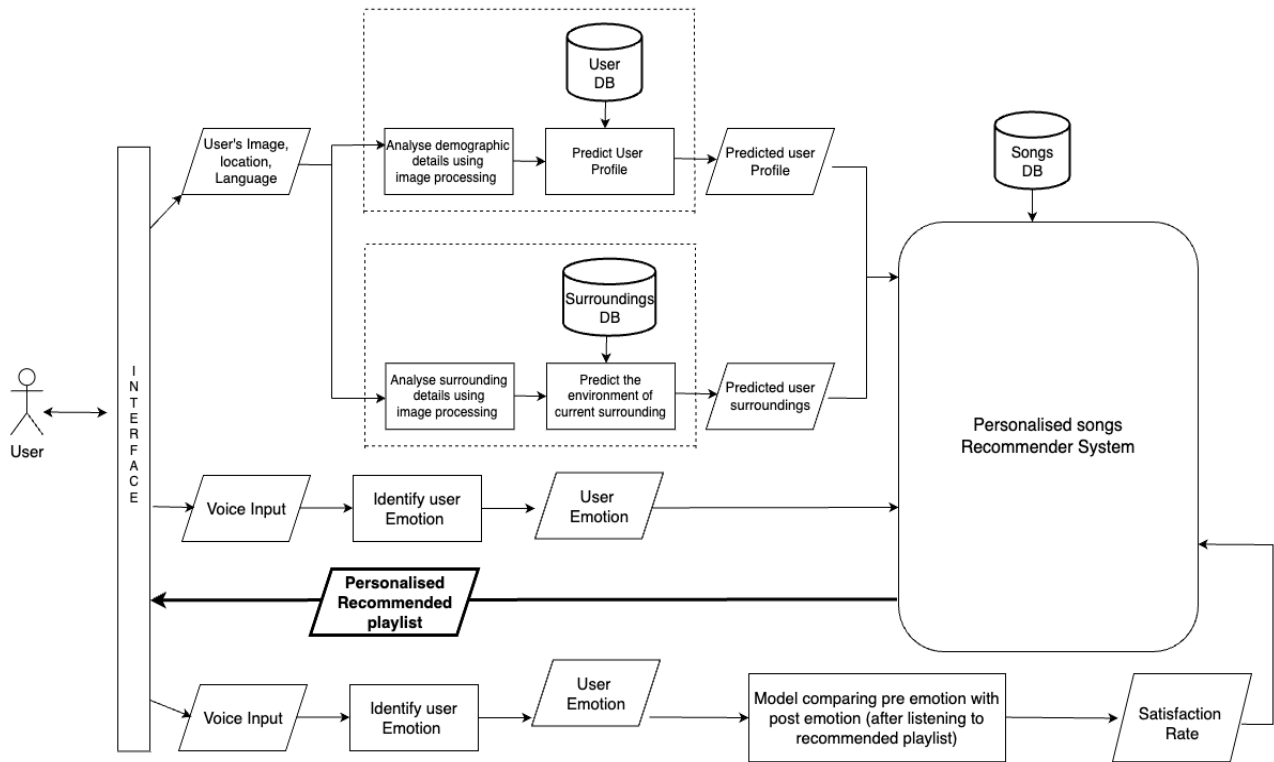 User
DB
User's Image,
location,
Language
Analyse demographic
details using
image processing
Predict User
Profile
Predicted user
Profile
Songs
DB
Surroundings
DB
Analyse surrounding
details using
image processing
Predict the
environment of
current surrounding
Predicted user
surroundings
Personalised songs
Recommender System
User
INTERFACE
Voice Input
Identify user
Emotion
User
Emotion
Personalised
Recommended
playlist
Voice Input
Identify user
Emotion
User
Emotion
Model comparing pre emotion with
post emotion (after listening to
recommended playlist)
Satisfaction
Rate